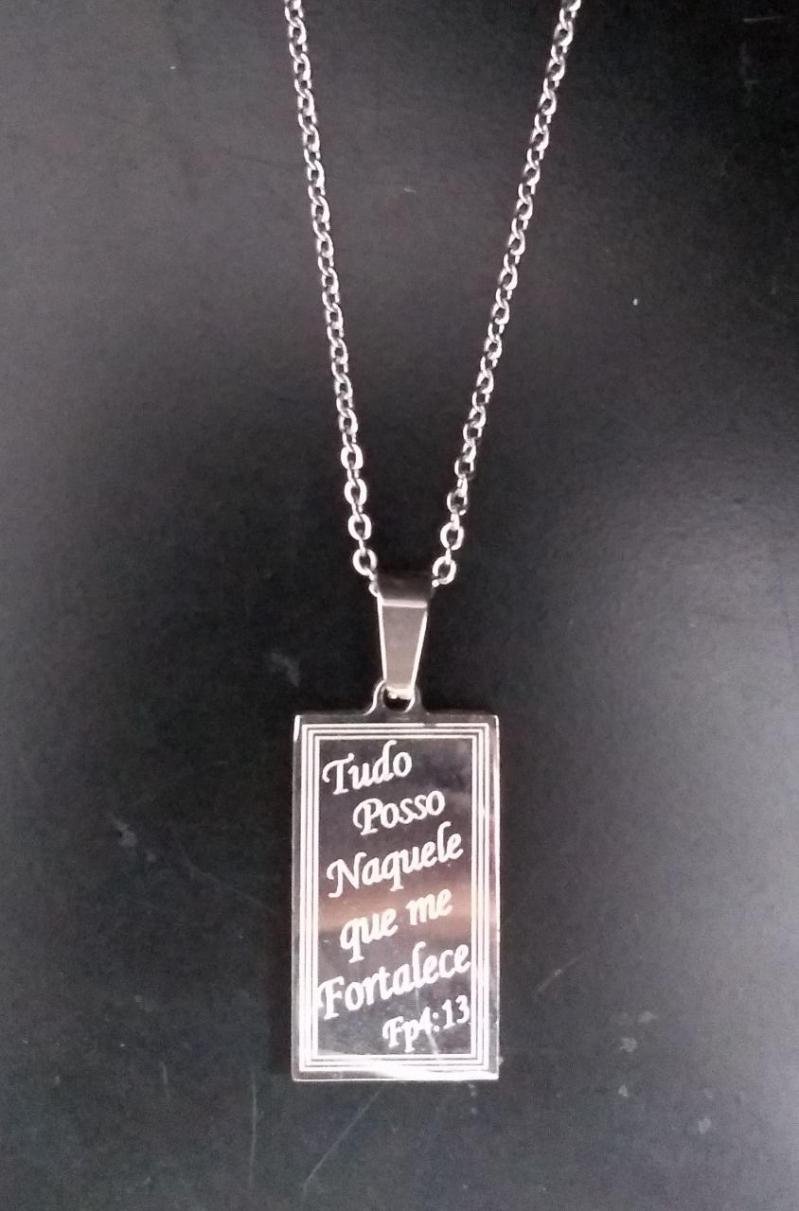 Tudo
Posso
Naquele
que me
Fortalece
Fp4:13